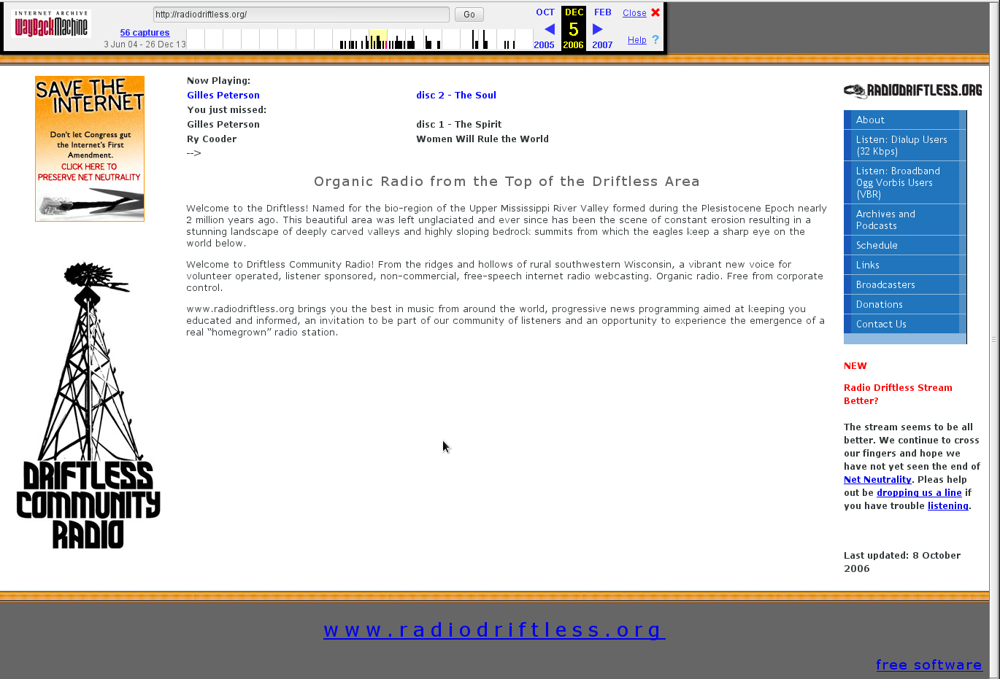 INTERNET ARCHIVE
WayBackMachine
http://radiodriftless.org/
Go
56 captures
3 Jun 04 - 26 Dec 13
OCT
DEC
FEB
5
2005
2006
2007
Close
Help ?
SAVE THE
INTERNET
Don't let Congress gut
the Internet's First
Amendment.
CLICK HERE TO
PRESERVE NET NEUTRALITY
DRIFTLESS
COMMUNITY
RADIO
Now Playing:
Gilles Peterson disc 2 - The Soul
You just missed:
Gilles Peterson disc 1 - The Spirit
Ry Cooder Women Will Rule the World
-->
Organic Radio from the Top of the Driftless Area
Welcome to the Driftless! Named for the bio-region of the Upper Mississippi River Valley formed during the Plesistocene Epoch nearly
2 million years ago. This beautiful area was left unglaciated and ever since has been the scene of constant erosion resulting in a
stunning landscape of deeply carved valleys and highly sloping bedrock summits from which the eagles keep a sharp eye on the
world below.
Welcome to Driftless Community Radio! From the ridges and hollows of rural southwestern Wisconsin, a vibrant new voice for
volunteer operated, listener sponsored, non-commercial, free-speech internet radio webcasting. Organic radio. Free from corporate
control.
www.radiodriftless.org brings you the best in music from around the world, progressive news programming aimed at keeping you
educated and informed, an invitation to be part of our community of listeners and an opportunity to experience the emergence of a
real “homegrown” radio station.
RADIODRIFTLESS.ORG
About
Listen: Dialup Users
(32 Kbps)
Listen: Broadband
Ogg Vorbis Users
(VBR)
Archives and
Podcasts
Schedule
Links
Broadcasters
Donations
Contact Us
NEW
Radio Driftless Stream
Better?
The stream seems to be all
better. We continue to cross
our fingers and hope we
have not yet seen the end of
Net Neutrality. Pleas help
out be dropping us a line if
you have trouble listening.
Last updated: 8 October
2006
www.radiodriftless.org
free software